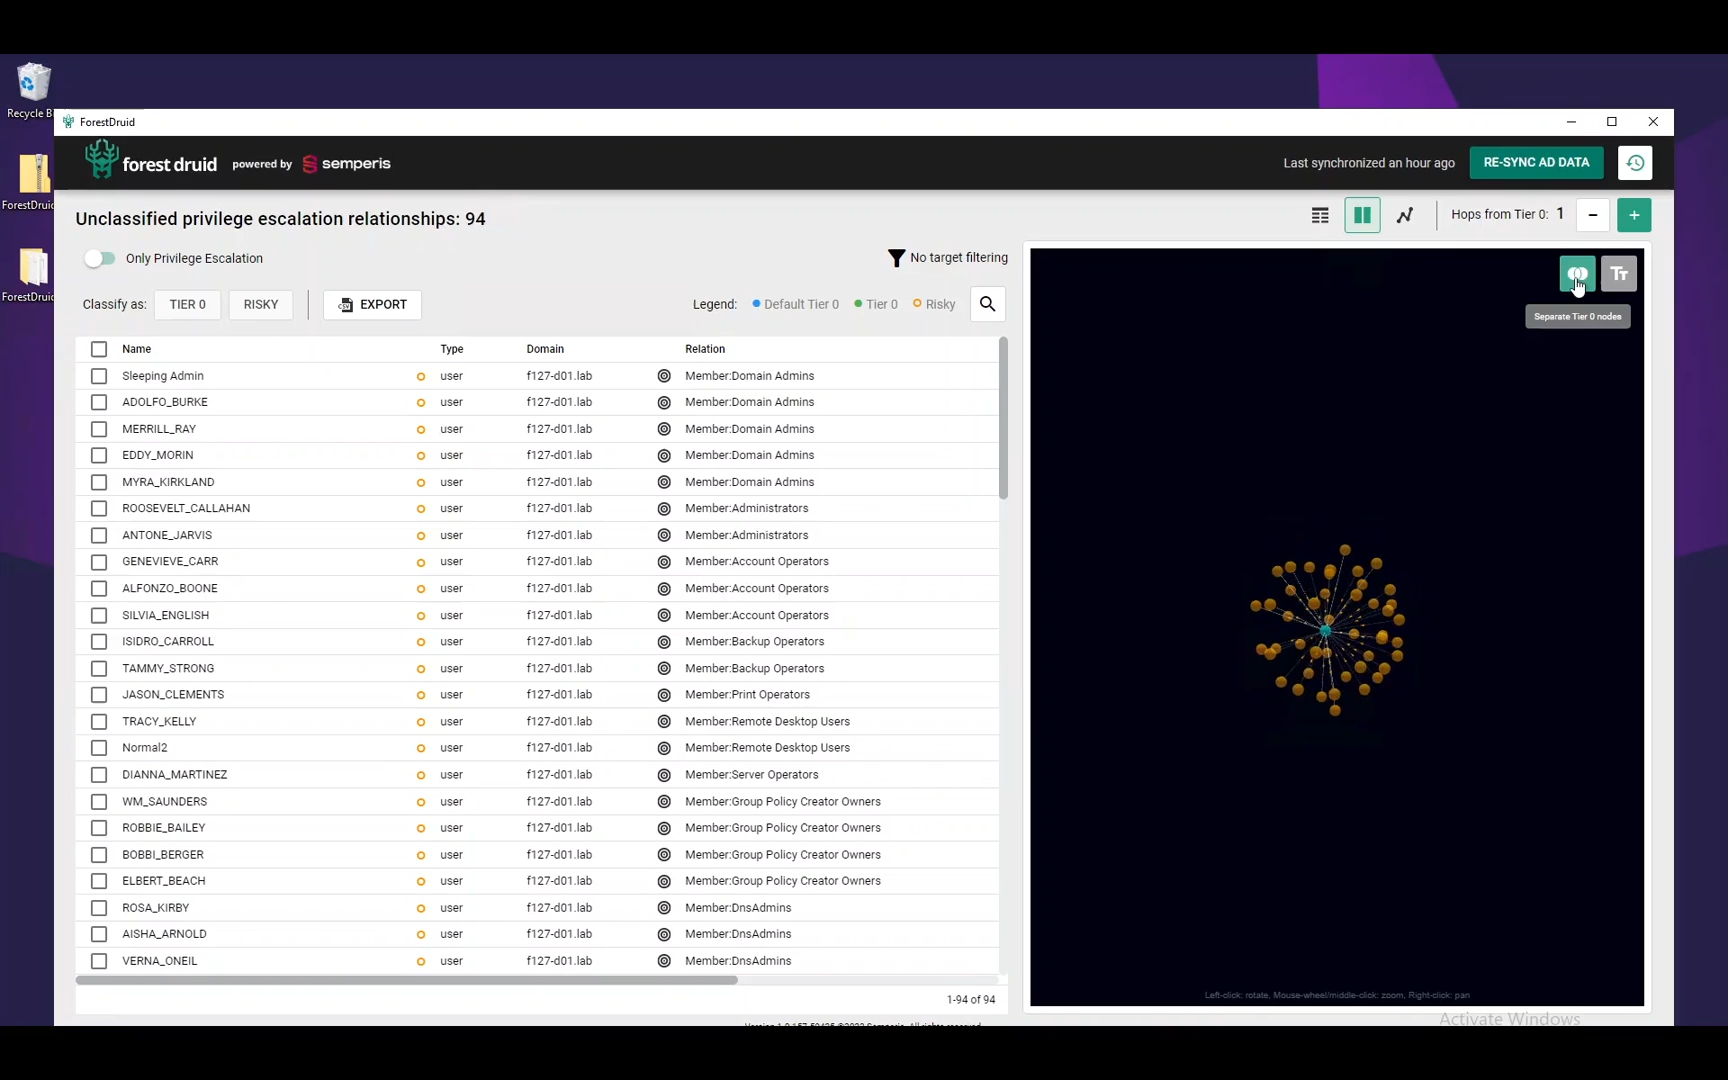 Recycle B
ForestDruid
ForestDruid
ForestDruid
forest druid powered by semperis
Last synchronized an hour ago RE-SYNC AD DATA
Unclassified privilege escalation relationships: 94
Hops from Tier 0: 1 - +
Only Privilege Escalation
No target filtering
Classify as: TIER 0 RISKY EXPORT
Legend: Default Tier 0 Tier 0 Risky
Tr
Separate Tier 0 nodes
Name Type Domain Relation
Sleeping Admin user f127-d01.lab Member:Domain Admins
ADOLFO_BURKE user f127-d01.lab Member:Domain Admins
MERRILL_RAY user f127-d01.lab Member:Domain Admins
EDDY_MORIN user f127-d01.lab Member:Domain Admins
MYRA_KIRKLAND user f127-d01.lab Member:Domain Admins
ROOSEVELT_CALLAHAN user f127-d01.lab Member:Administrators
ANTONE_JARVIS user f127-d01.lab Member:Administrators
GENEVIEVE_CARR user f127-d01.lab Member:Account Operators
ALFONZO_BOONE user f127-d01.lab Member:Account Operators
SILVIA_ENGLISH user f127-d01.lab Member:Account Operators
ISIDRO_CARROLL user f127-d01.lab Member:Backup Operators
TAMMY_STRONG user f127-d01.lab Member:Backup Operators
JASON_CLEMENTS user f127-d01.lab Member:Print Operators
TRACY_KELLY user f127-d01.lab Member:Remote Desktop Users
Normal2 user f127-d01.lab Member:Remote Desktop Users
DIANNA_MARTINEZ user f127-d01.lab Member:Server Operators
WM_SAUNDERS user f127-d01.lab Member:Group Policy Creator Owners
ROBBIE_BAILEY user f127-d01.lab Member:Group Policy Creator Owners
BOBBI_BERGER user f127-d01.lab Member:Group Policy Creator Owners
ELBERT_BEACH user f127-d01.lab Member:Group Policy Creator Owners
ROSA_KIRBY user f127-d01.lab Member:DnsAdmins
AISHA_ARNOLD user f127-d01.lab Member:DnsAdmins
VERNA_ONEIL user f127-d01.lab Member:DnsAdmins
1-94 of 94
Left-click: rotate, Mouse-wheel/middle-click: zoom, Right-click: pan
Activate Windows